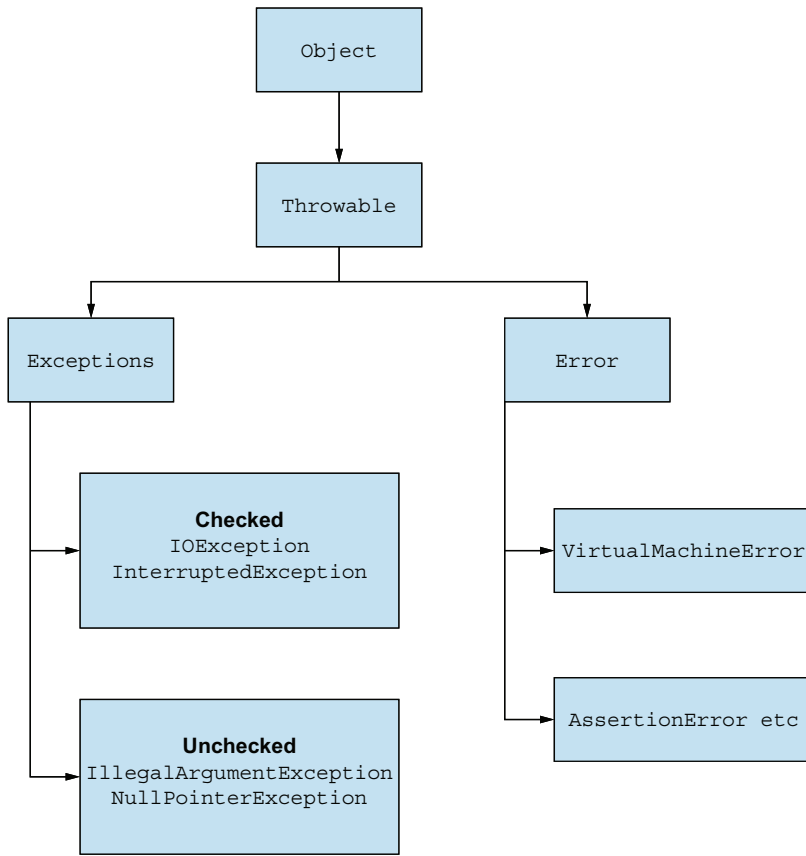 Object
Throwable
Exceptions
Error
Checked
IOException
InterruptedException
VirtualMachineError
Unchecked
IllegalArgumentException
NullPointerException
AssertionError etc